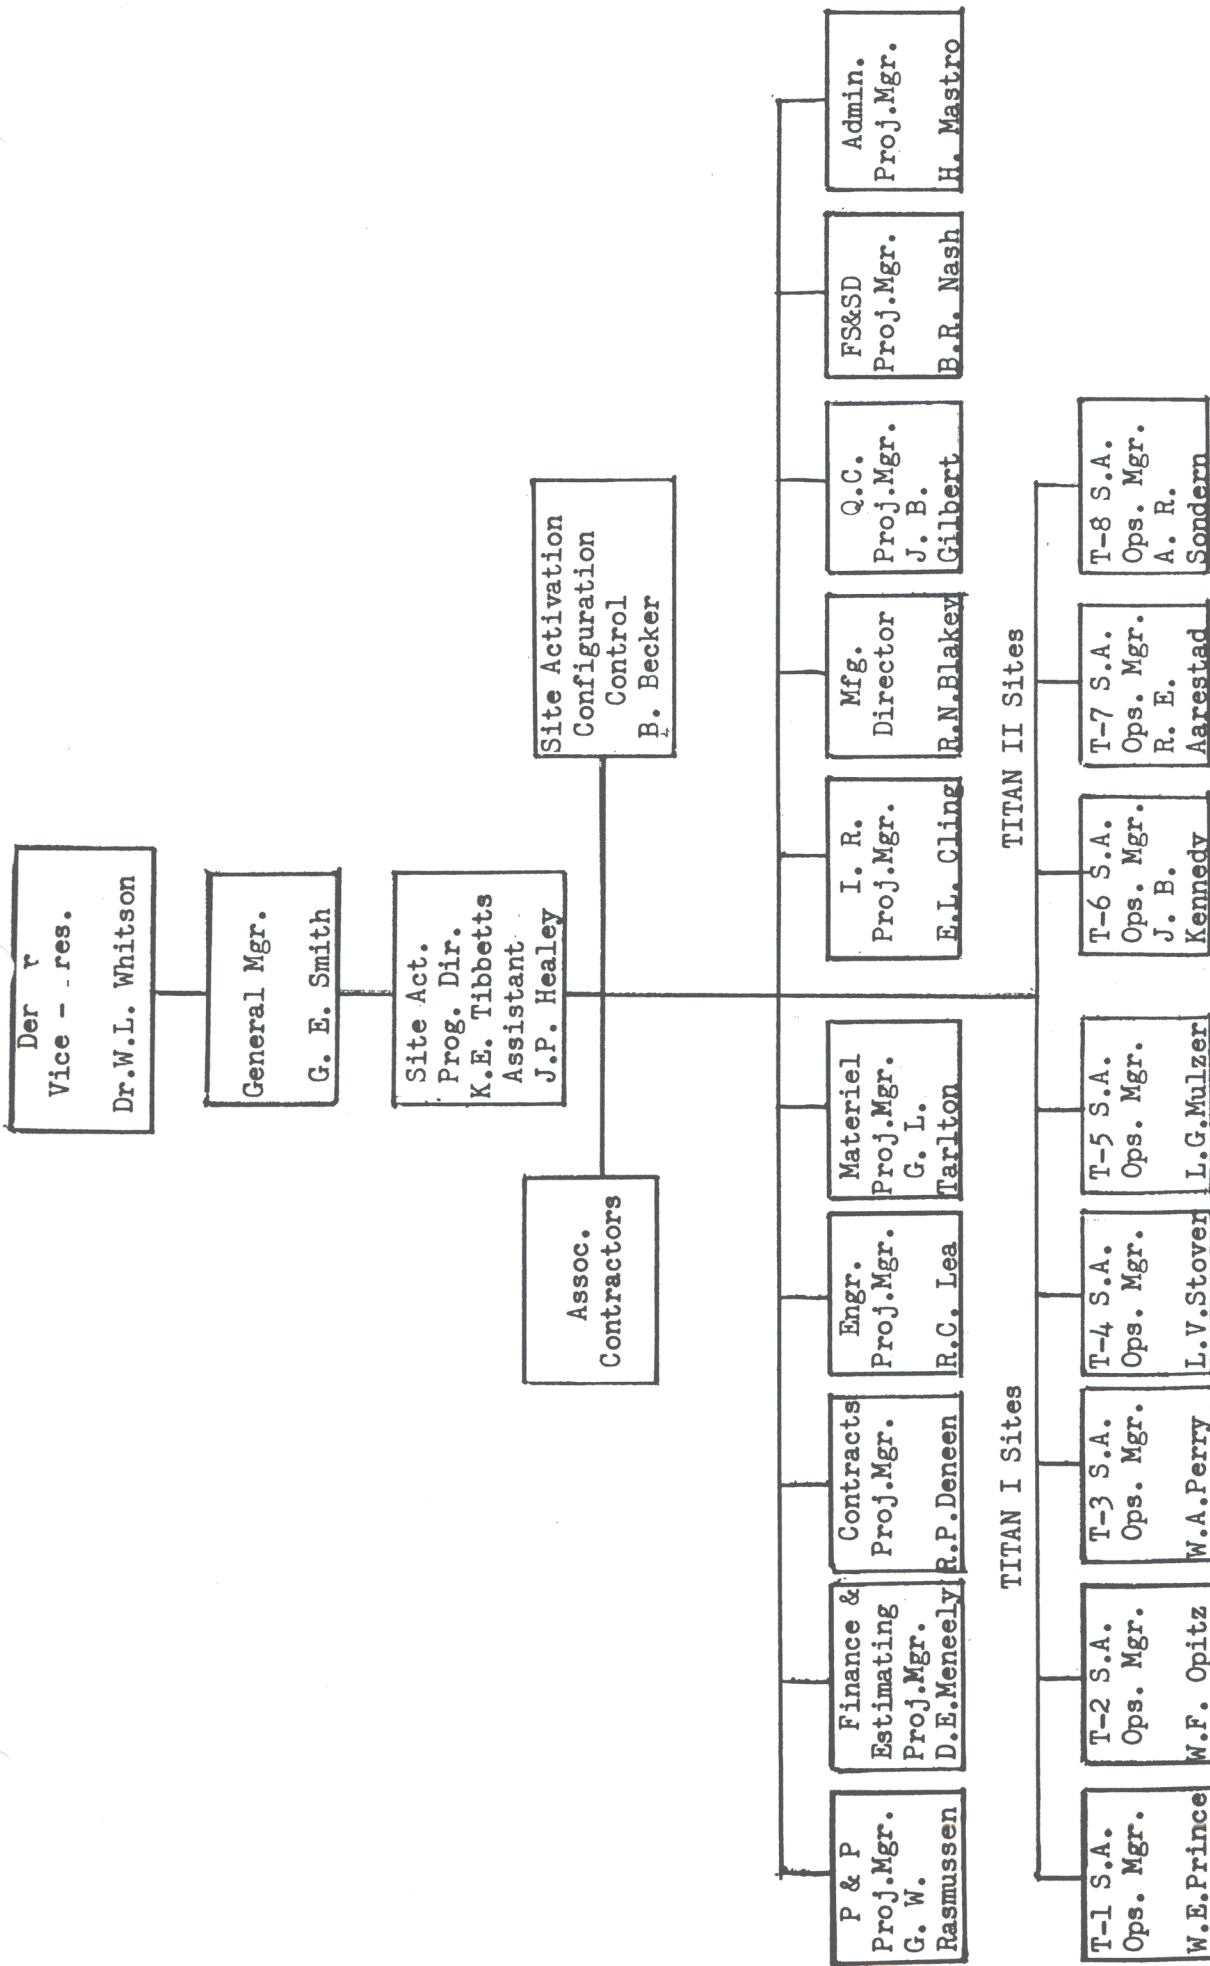 Vice -
Dr.W.L. Whitson
General Mgr.
G. E. Smith
Site Act.
Prog. Dir.
K.E. Tibbetts
Assistant
J.P. Healey
Assoc.
Contractors
Site Activation
Configuration
Control
B. Becker
P & P
Proj.Mgr.
G. W.
Rasmussen
Finance &
Estimating
Proj.Mgr.
D.E.Meneely
Contracts
Proj.Mgr.
R.P.Deneen
Engr.
Proj.Mgr.
R.C. Lea
Materiel
Proj.Mgr.
G. L.
Tarlton
I. R.
Proj.Mgr.
E.L. Cling
Mfg.
Director
R.N.Blakey
Q.C.
Proj.Mgr.
J. B.
Gilbert
FS&SD
Proj.Mgr.
B.R. Nash
Admin.
Proj.Mgr.
H. Mastro
TITAN I Sites
TITAN II Sites
T-1 S.A.
Ops. Mgr.
W.E.Prince
T-2 S.A.
Ops. Mgr.
W.F. Opitz
T-3 S.A.
Ops. Mgr.
W.A.Perry
T-4 S.A.
Ops. Mgr.
L.V.Stover
T-5 S.A.
Ops. Mgr.
L.G.Mulzer
T-6 S.A.
Ops. Mgr.
J. B.
Kennedy
T-7 S.A.
Ops. Mgr.
R. E.
Aarestad
T-8 S.A.
Ops. Mgr.
A. R.
Sondern